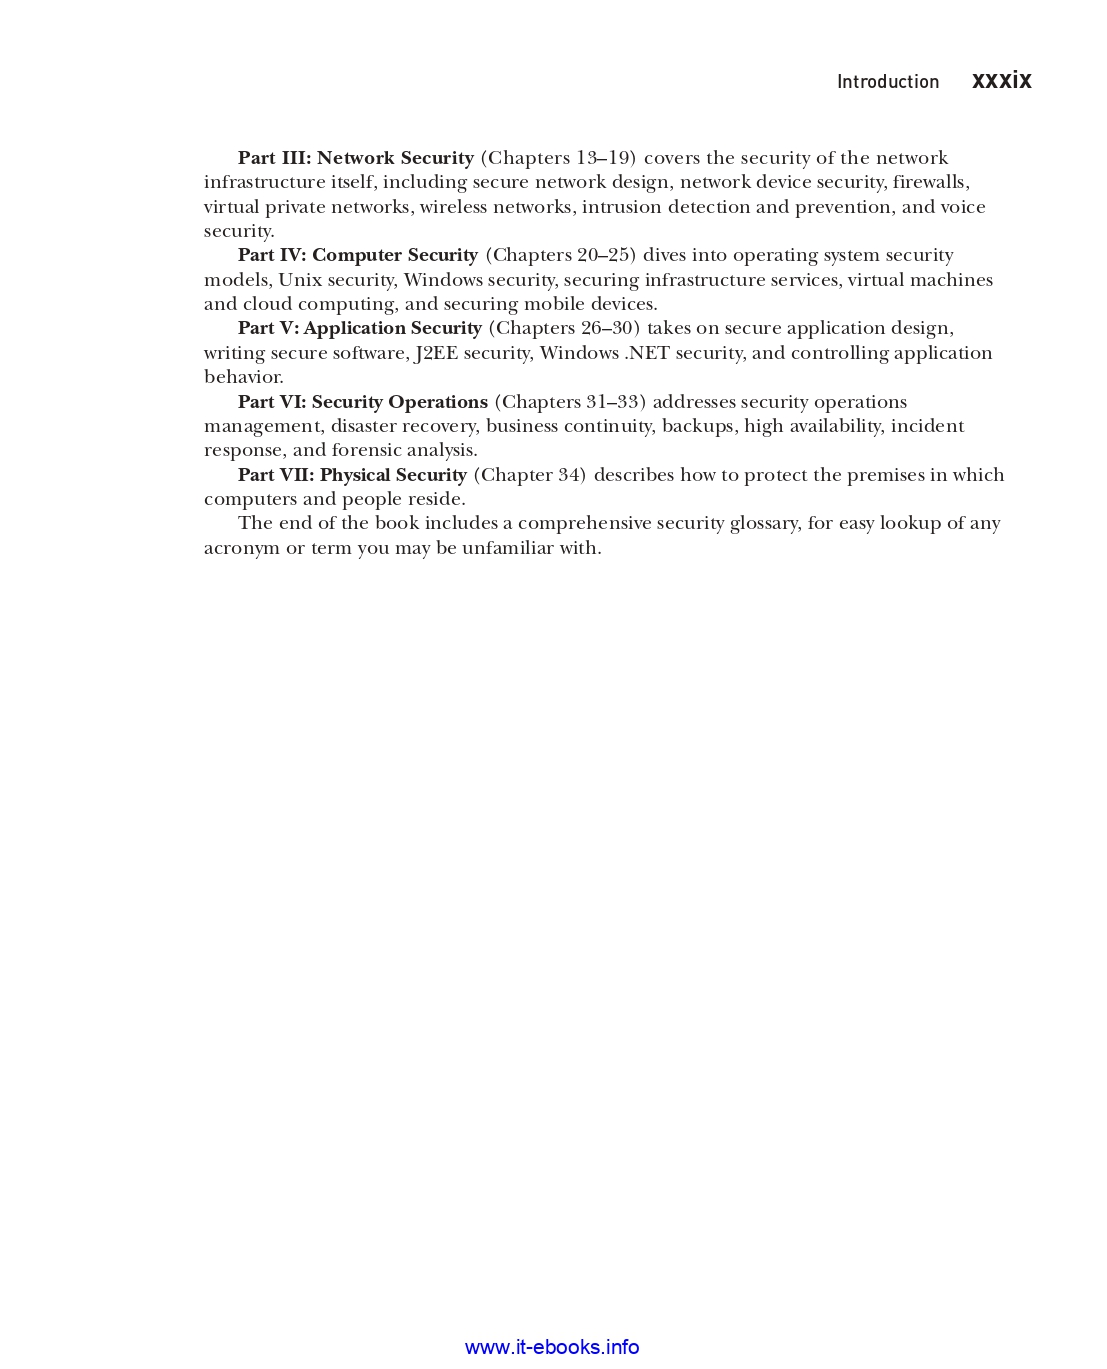 Introduction xxxix
Part III: Network Security (Chapters 13–19) covers the security of the network
infrastructure itself, including secure network design, network device security, firewalls,
virtual private networks, wireless networks, intrusion detection and prevention, and voice
security.
Part IV: Computer Security (Chapters 20–25) dives into operating system security
models, Unix security, Windows security, securing infrastructure services, virtual machines
and cloud computing, and securing mobile devices.
Part V: Application Security (Chapters 26–30) takes on secure application design,
writing secure software, J2EE security, Windows .NET security, and controlling application
behavior.
Part VI: Security Operations (Chapters 31–33) addresses security operations
management, disaster recovery, business continuity, backups, high availability, incident
response, and forensic analysis.
Part VII: Physical Security (Chapter 34) describes how to protect the premises in which
computers and people reside.
The end of the book includes a comprehensive security glossary, for easy lookup of any
acronym or term you may be unfamiliar with.
www.it-ebooks.info